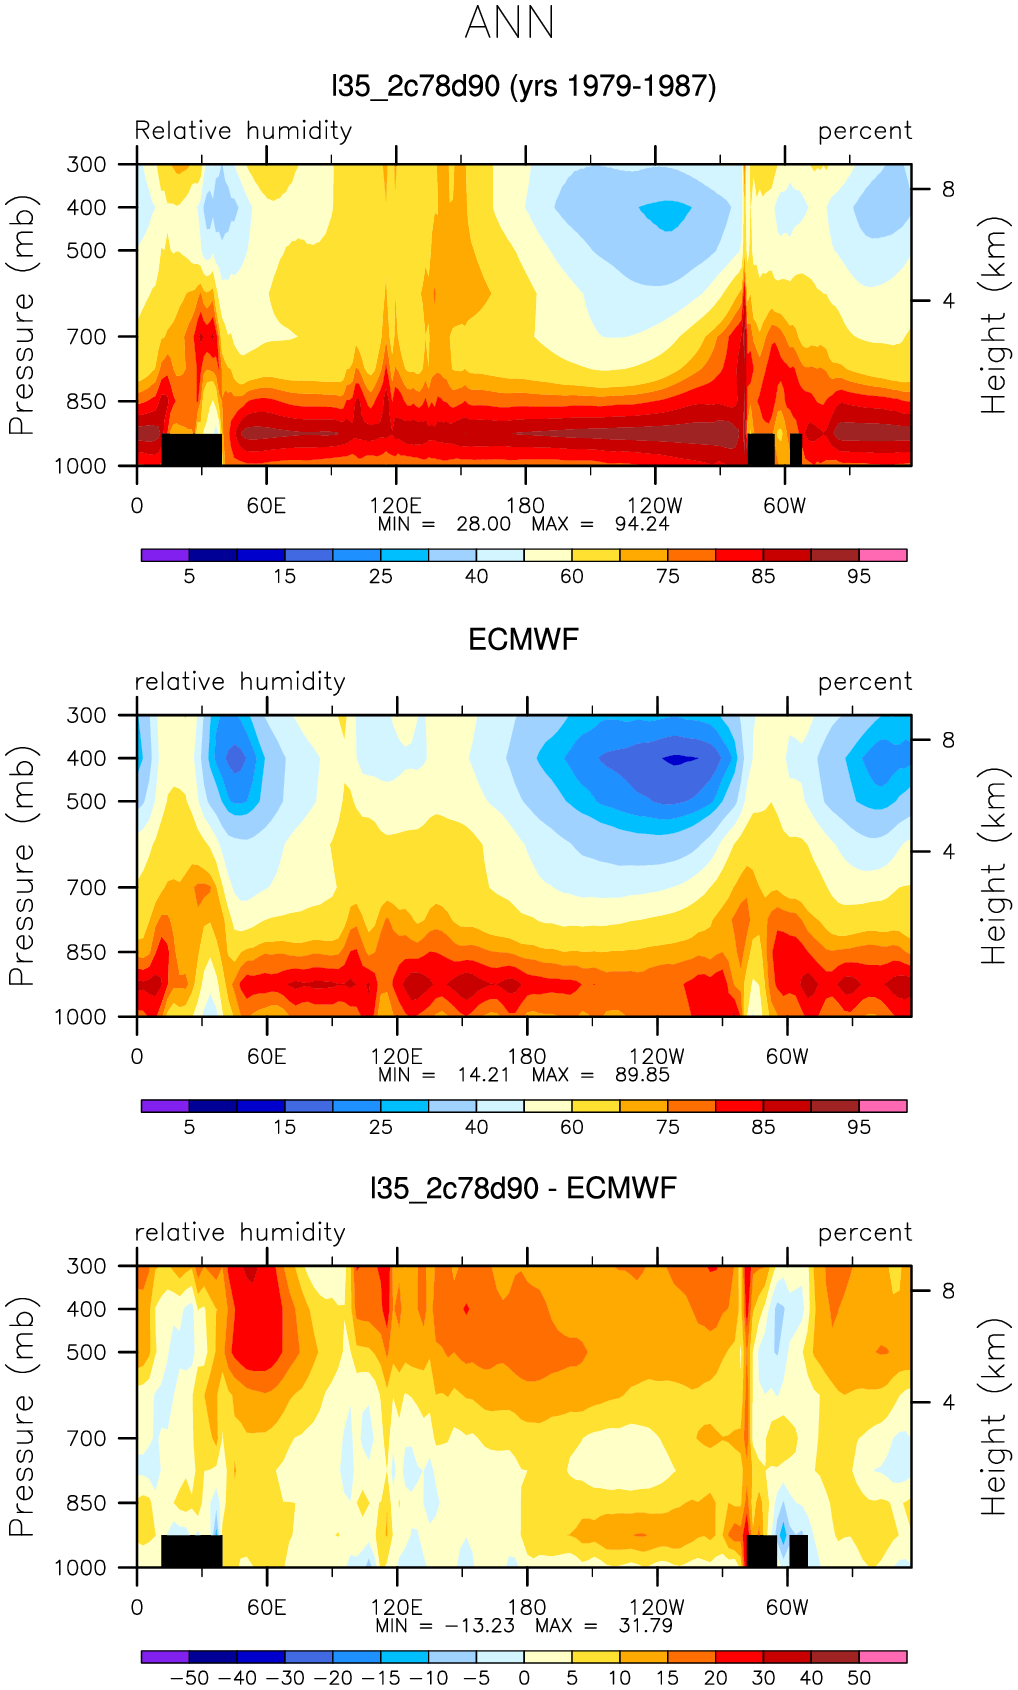 ANN
l35_2c78d90 (yrs 1979-1987)
Relative humidity percent
300
400
500
700
850
1000
Pressure (mb)
8
4
Height (km)
0 60E 120E 180 120W 60W
MIN = 28.00 MAX = 94.24
5 15 25 40 60 75 85 95
ECMWF
relative humidity percent
300
400
500
700
850
1000
Pressure (mb)
8
4
Height (km)
0 60E 120E 180 120W 60W
MIN = 14.21 MAX = 89.85
5 15 25 40 60 75 85 95
l35_2c78d90 - ECMWF
relative humidity percent
300
400
500
700
850
1000
Pressure (mb)
8
4
Height (km)
0 60E 120E 180 120W 60W
MIN = -13.23 MAX = 31.79
-50 -40 -30 -20 -15 -10 -5 0 5 10 15 20 30 40 50